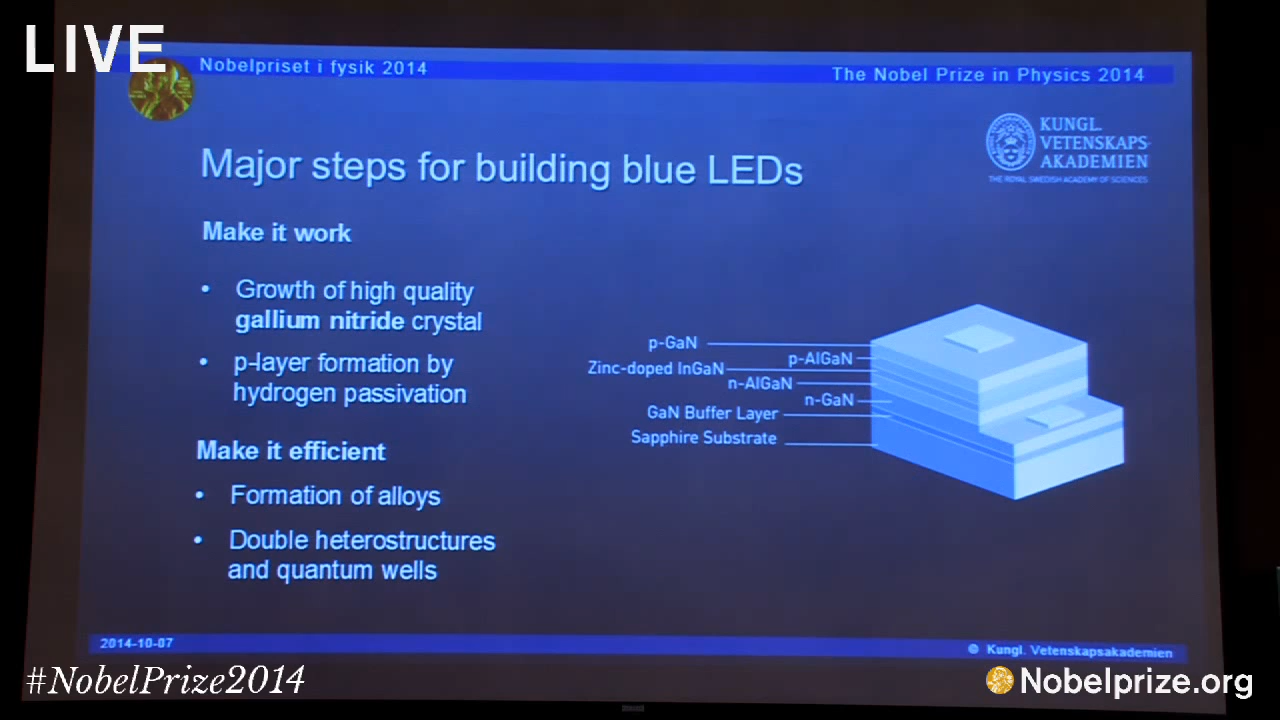 LIVE
Nobelpriset i fysik 2014
The Nobel Prize in Physics 2014
KUNGL.
VETENSKAPS-
AKADEMIEN
THE ROYAL SWEDISH ACADEMY OF SCIENCES
Major steps for building blue LEDs
Make it work
• Growth of high quality
gallium nitride crystal
• p-layer formation by
hydrogen passivation
Make it efficient
• Formation of alloys
• Double heterostructures
and quantum wells
p-GaN
p-AlGaN
Zinc-doped InGaN
n-AlGaN
n-GaN
GaN Buffer Layer
Sapphire Substrate
2014-10-07
© Kungl. Vetenskapsakademien
#NobelPrize2014
Nobelprize.org